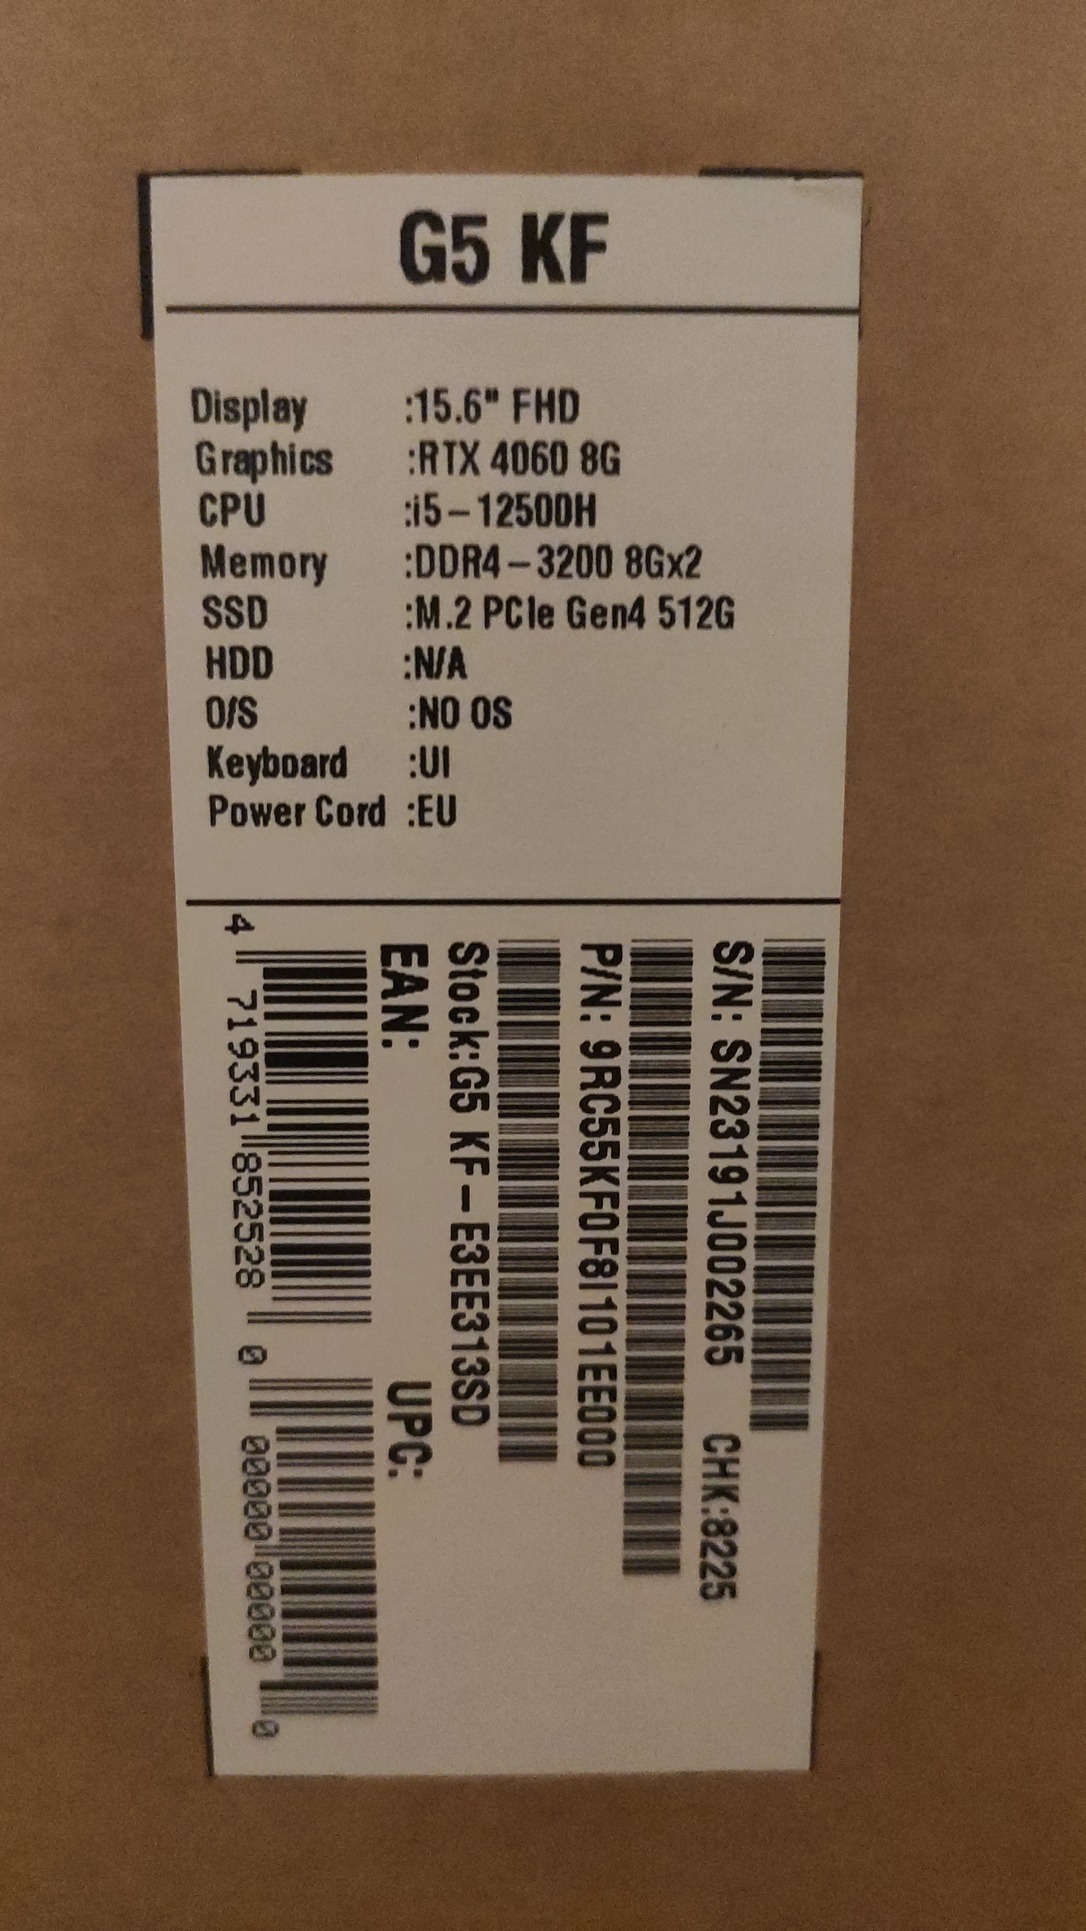 G5 KF
Display :15.6" FHD
Graphics :RTX 4060 8G
CPU :i5-12500H
Memory :DDR4-3200 8Gx2
SSD :M.2 PCIe Gen4 512G
HDD :N/A
O/S :NO OS
Keyboard :UI
Power Cord :EU
S/N: SN23191J002265 CHK:8225
P/N: 9RC55KF0F8I101EE000
Stock:G5 KF-E3EE313SD
EAN: UPC:
4 719331 852528 0 00000 00000 0